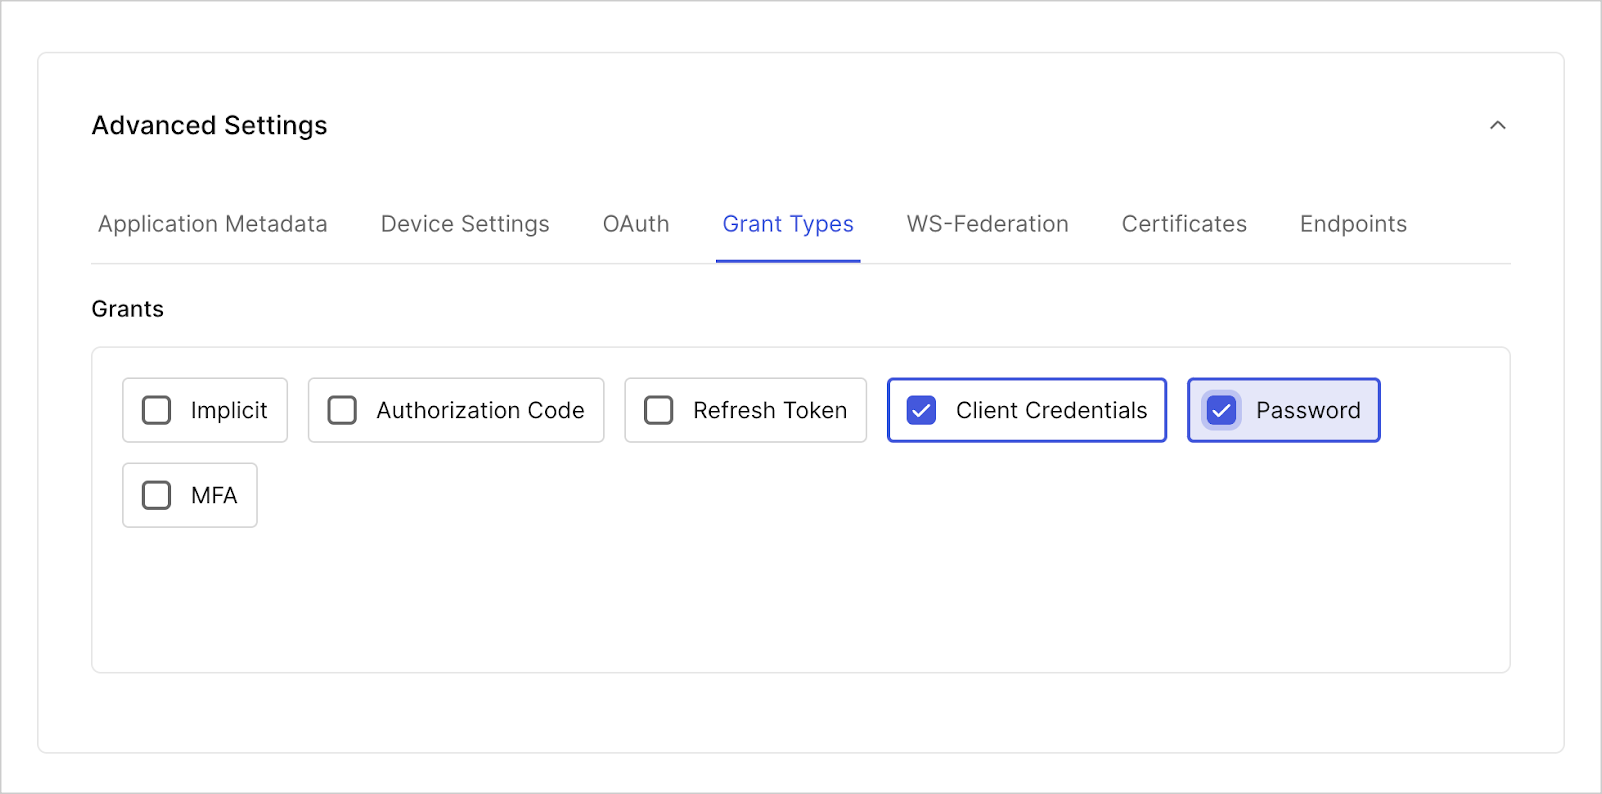 Advanced Settings
Application Metadata Device Settings OAuth Grant Types WS-Federation Certificates Endpoints
Grants
Implicit Authorization Code Refresh Token Client Credentials Password
MFA